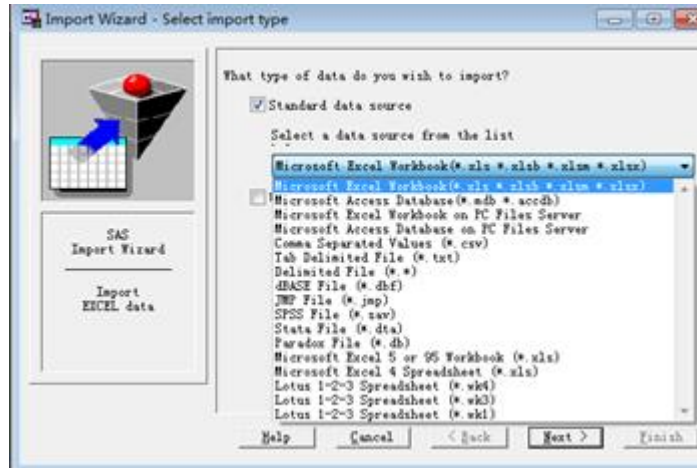 Import Wizard - Select import type
What type of data do you wish to import?
Standard data source
Select a data source from the list
Microsoft Excel Workbook(*.xls *.xlsb *.xlsm *.xlsx)
Microsoft Excel Workbook(*.xls *.xlsb *.xlsm *.xlsx)
Microsoft Access Database(*.mdb *.accdb)
Microsoft Excel Workbook on PC Files Server
Microsoft Access Database on PC Files Server
Comma Separated Values (*.csv)
Tab Delimited File (*.txt)
Delimited File (*.*)
dBASE File (*.dbf)
JMP File (*.jmp)
SPSS File (*.sav)
Stata File (*.dta)
Paradox File (*.db)
Microsoft Excel 5 or 95 Workbook (*.xls)
Microsoft Excel 4 Spreadsheet (*.xls)
Lotus 1-2-3 Spreadsheet (*.wk4)
Lotus 1-2-3 Spreadsheet (*.wk3)
Lotus 1-2-3 Spreadsheet (*.wk1)
SAS
Import Wizard
Import
EXCEL data
Help
Cancel
< Back
Next >
Finish